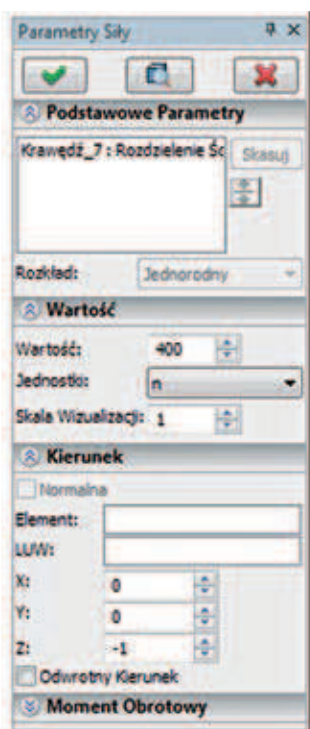 Parametry Siły
Podstawowe Parametry
Krawędź_7 : Rozdzielenie Śc
Skasuj
Rozkład: Jednorodny
Wartość
Wartość: 400
Jednostki: n
Skala Wizualizacji: 1
Kierunek
Normalna
Element:
LUW:
X: 0
Y: 0
Z: -1
Odwrotny Kierunek
Moment Obrotowy